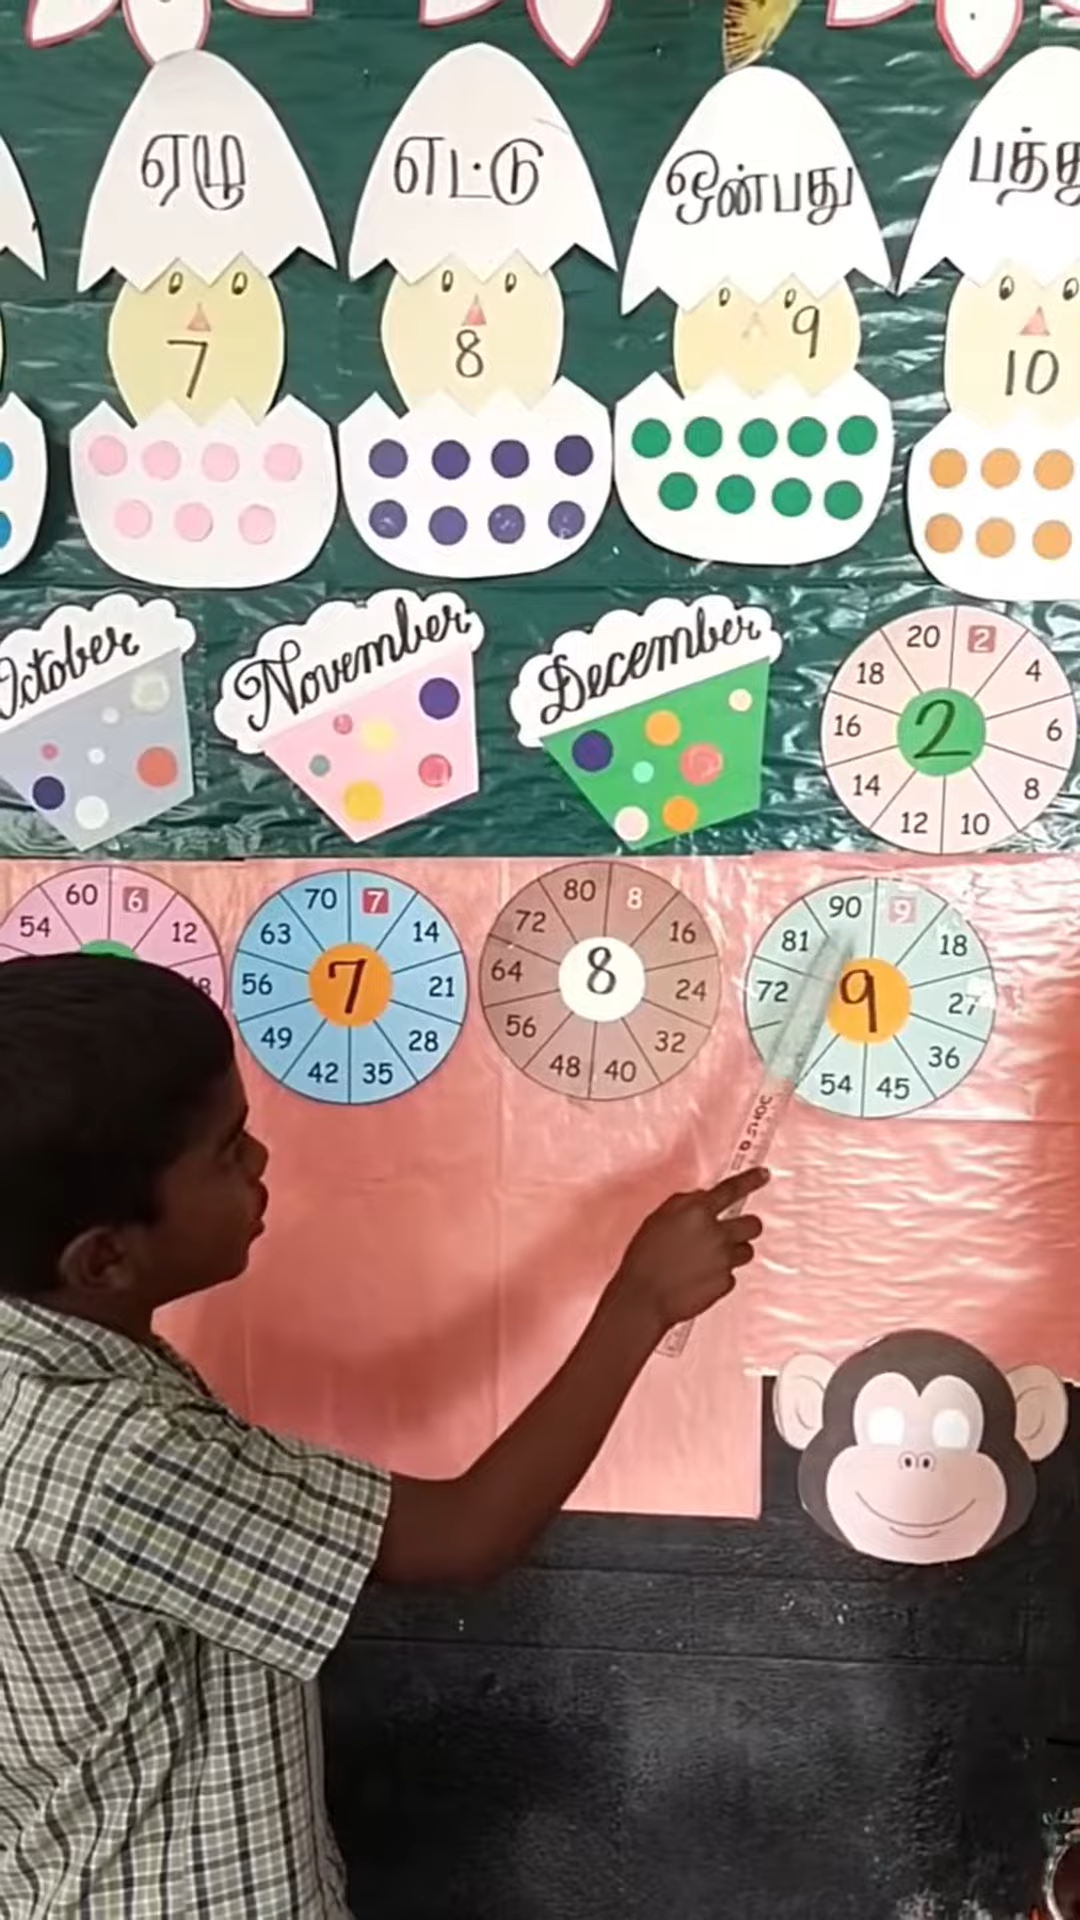 ஏழு
எட்டு
ஒன்பது
7
8
9
10
October
November
December
20 2 4 6 8 10 12 14 16 18
2
60 6 12 54
70 7 14 21 28 35 42 49 56 63
7
80 8 16 24 32 40 48 56 64 72
8
90 9 18 27 36 45 54 72 81
9